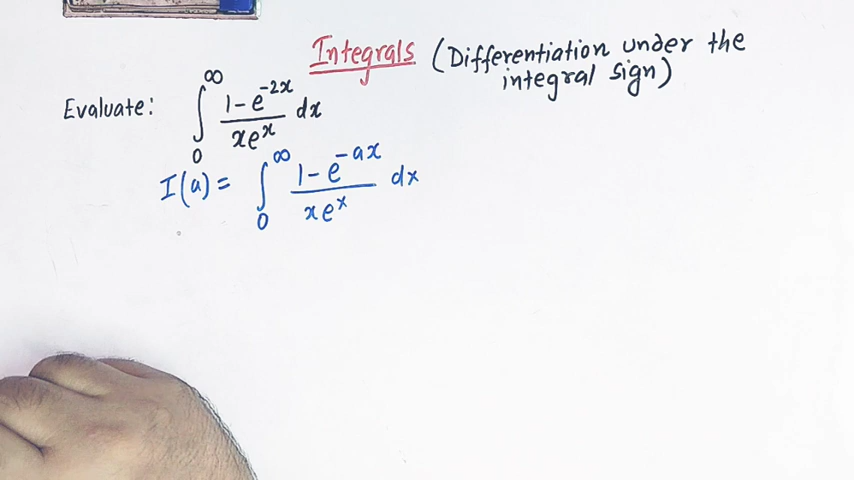 Integrals (Differentiation under the
integral sign)
Evaluate: ∫₀^∞ (1-e^{-2x})/(xe^x) dx
I(a) = ∫₀^∞ (1-e^{-ax})/(xe^x) dx